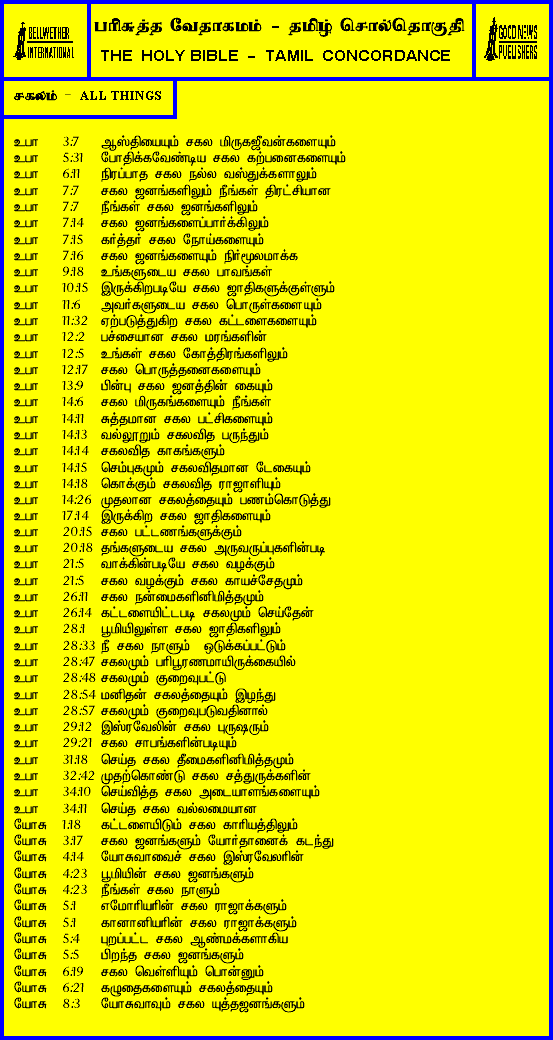 BELLWETHER
INTERNATIONAL
பரிசுத்த வேதாகமம் - தமிழ் சொல்தொகுதி
THE HOLY BIBLE - TAMIL CONCORDANCE
GOOD NEWS
PUBLISHERS
சகலம் - ALL THINGS
உபா 3:7 ஆஸ்தியையும் சகல மிருகஜீவன்களையும்
உபா 5:31 போதிக்கவேண்டிய சகல கற்பனைகளையும்
உபா 6:11 நிரப்பாத சகல நல்ல வஸ்துக்களாலும்
உபா 7:7 சகல ஜனங்களிலும் நீங்கள் திரட்சியான
உபா 7:7 நீங்கள் சகல ஜனங்களிலும்
உபா 7:14 சகல ஜனங்களைப்பார்க்கிலும்
உபா 7:15 கர்த்தர் சகல நோய்களையும்
உபா 7:16 சகல ஜனங்களையும் நிர்மூலமாக்க
உபா 9:18 உங்களுடைய சகல பாவங்கள்
உபா 10:15 இருக்கிறபடியே சகல ஜாதிகளுக்குள்ளும்
உபா 11:6 அவர்களுடைய சகல பொருள்களையும்
உபா 11:32 ஏற்படுத்துகிற சகல கட்டளைகளையும்
உபா 12:2 பச்சையான சகல மரங்களின்
உபா 12:5 உங்கள் சகல கோத்திரங்களிலும்
உபா 12:17 சகல பொருத்தனைகளையும்
உபா 13:9 பின்பு சகல ஜனத்தின் கையும்
உபா 14:6 சகல மிருகங்களையும் நீங்கள்
உபா 14:11 சுத்தமான சகல பட்சிகளையும்
உபா 14:13 வல்லூறும் சகலவித பருந்தும்
உபா 14:14 சகலவித காகங்களும்
உபா 14:15 செம்புகமும் சகலவிதமான டேகையும்
உபா 14:18 கொக்கும் சகலவித ராஜாளியும்
உபா 14:26 முதலான சகலத்தையும் பணம்கொடுத்து
உபா 17:14 இருக்கிற சகல ஜாதிகளையும்
உபா 20:15 சகல பட்டணங்களுக்கும்
உபா 20:18 தங்களுடைய சகல அருவருப்புகளின்படி
உபா 21:5 வாக்கின்படியே சகல வழக்கும்
உபா 21:5 சகல வழக்கும் சகல காயச்சேதமும்
உபா 26:11 சகல நன்மைகளினிமித்தமும்
உபா 26:14 கட்டளையிட்டபடி சகலமும் செய்தேன்
உபா 28:1 பூமியிலுள்ள சகல ஜாதிகளிலும்
உபா 28:33 நீ சகல நாளும் ஒடுக்கப்பட்டும்
உபா 28:47 சகலமும் பரிபூரணமாயிருக்கையில்
உபா 28:48 சகலமும் குறைவுபட்டு
உபா 28:54 மனிதன் சகலத்தையும் இழந்து
உபா 28:57 சகலமும் குறைவுபடுவதினால்
உபா 29:12 இஸ்ரவேலின் சகல புருஷரும்
உபா 29:21 சகல சாபங்களின்படியும்
உபா 31:18 செய்த சகல தீமைகளினிமித்தமும்
உபா 32:42 முதற்கொண்டு சகல சத்துருக்களின்
உபா 34:10 செய்வித்த சகல அடையாளங்களையும்
உபா 34:11 செய்த சகல வல்லமையான
யோசு 1:18 கட்டளையிடும் சகல காரியத்திலும்
யோசு 3:17 சகல ஜனங்களும் யோர்தானைக் கடந்து
யோசு 4:14 யோசுவாவைச் சகல இஸ்ரவேலரின்
யோசு 4:23 பூமியின் சகல ஜனங்களும்
யோசு 4:23 நீங்கள் சகல நாளும்
யோசு 5:1 எமோரியரின் சகல ராஜாக்களும்
யோசு 5:1 கானானியரின் சகல ராஜாக்களும்
யோசு 5:4 புறப்பட்ட சகல ஆண்மக்களாகிய
யோசு 5:5 பிறந்த சகல ஜனங்களும்
யோசு 6:19 சகல வெள்ளியும் பொன்னும்
யோசு 6:21 கழுதைகளையும் சகலத்தையும்
யோசு 8:3 யோசுவாவும் சகல யுத்தஜனங்களும்